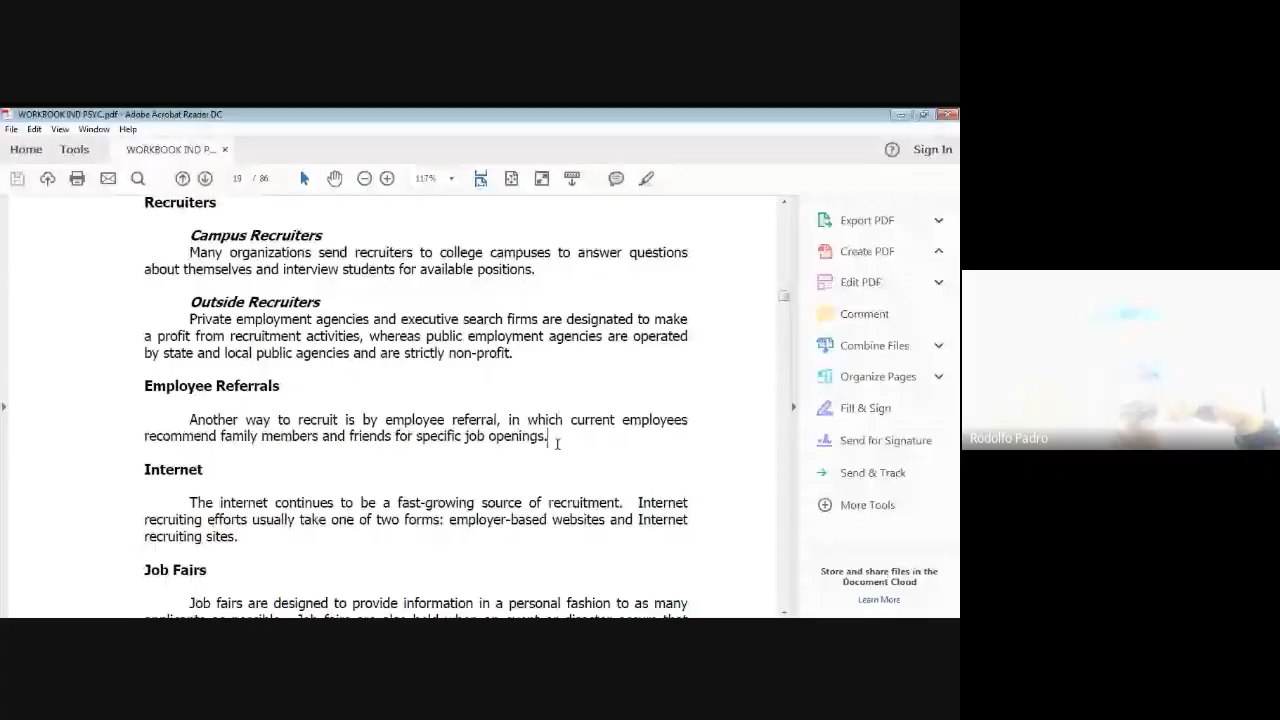 WORKBOOK IND PSYC.pdf - Adobe Acrobat Reader DC
File Edit View Window Help
Home Tools WORKBOOK IND P... × Sign In
19 / 86 117%
Recruiters
Campus Recruiters
Many organizations send recruiters to college campuses to answer questions
about themselves and interview students for available positions.
Outside Recruiters
Private employment agencies and executive search firms are designated to make
a profit from recruitment activities, whereas public employment agencies are operated
by state and local public agencies and are strictly non-profit.
Employee Referrals
Another way to recruit is by employee referral, in which current employees
recommend family members and friends for specific job openings.
Internet
The internet continues to be a fast-growing source of recruitment. Internet
recruiting efforts usually take one of two forms: employer-based websites and Internet
recruiting sites.
Job Fairs
Job fairs are designed to provide information in a personal fashion to as many
Export PDF
Create PDF
Edit PDF
Comment
Combine Files
Organize Pages
Fill & Sign
Send for Signature
Send & Track
More Tools
Store and share files in the
Document Cloud
Learn More
Rodolfo Padro